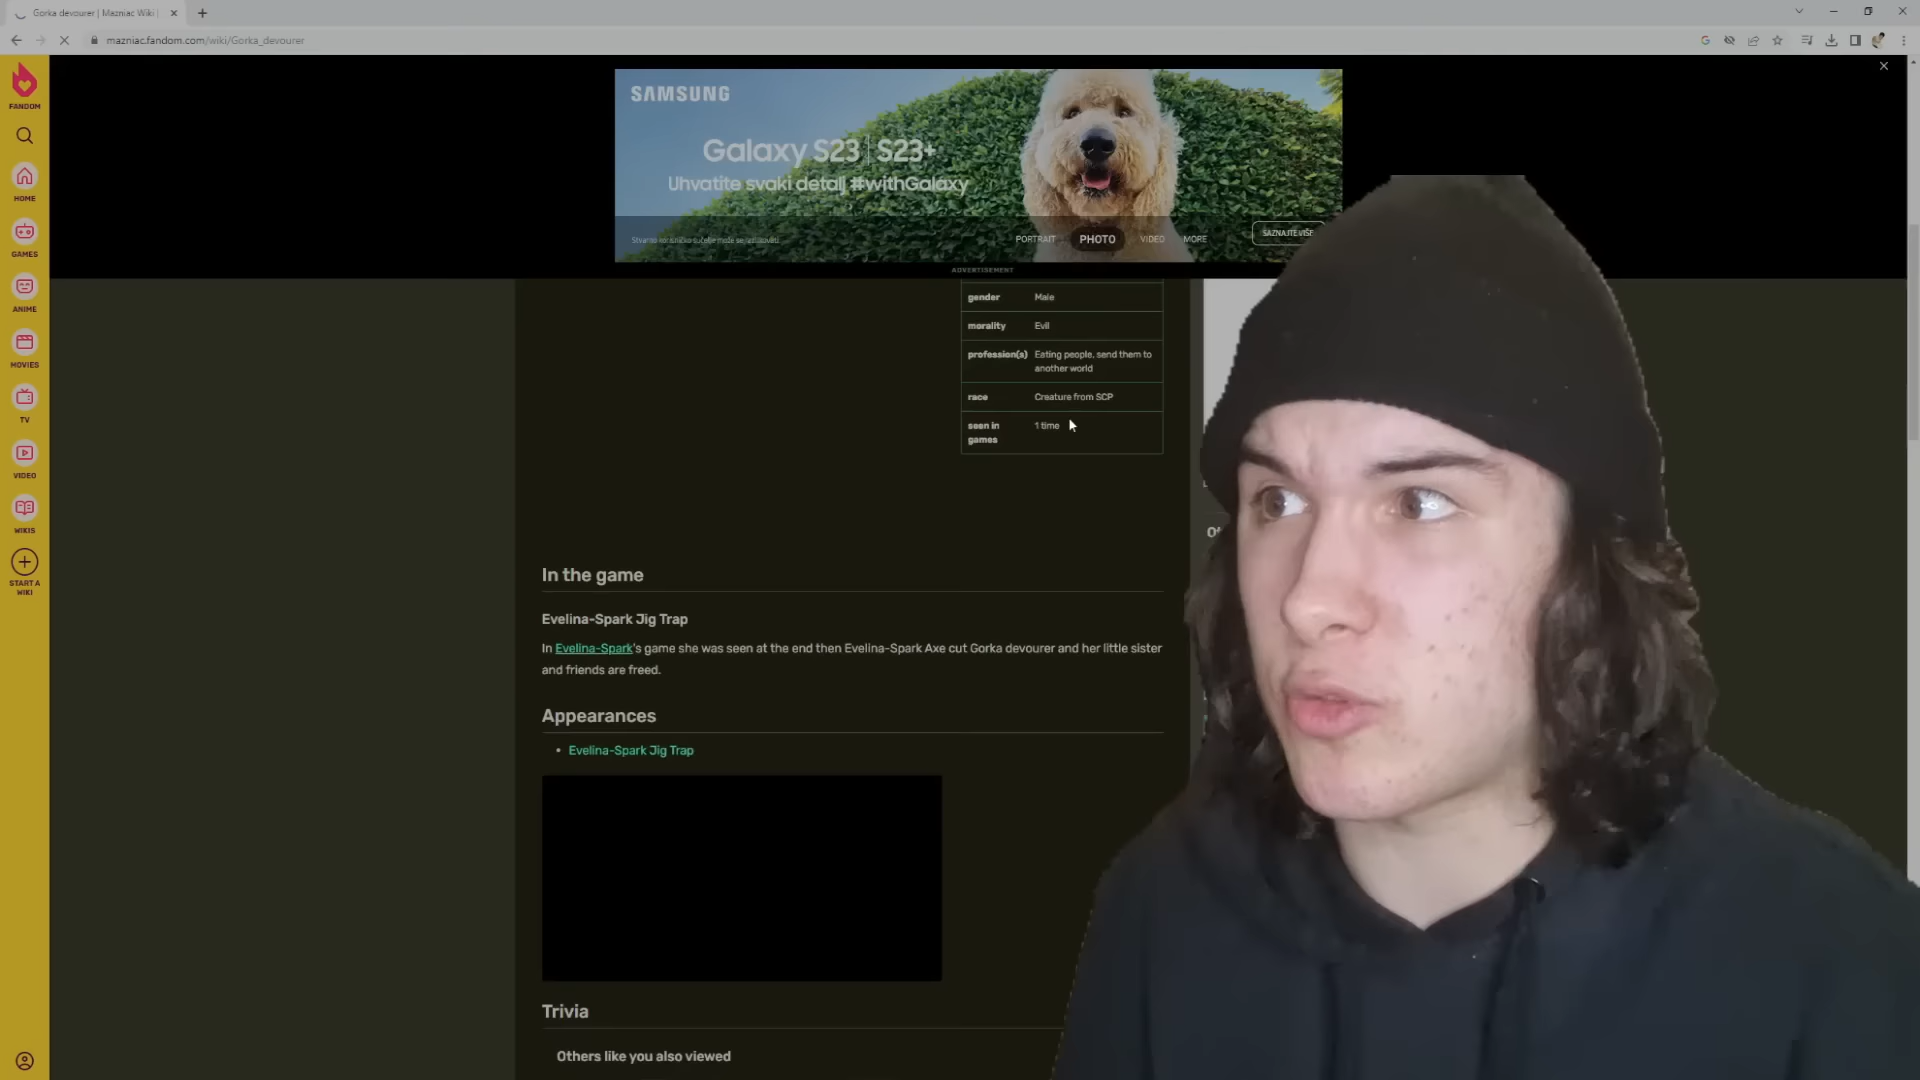 Gorka devourer | Mazniac Wiki
mazniac.fandom.com/wiki/Gorka_devourer
FANDOM
HOME
GAMES
ANIME
MOVIES
TV
VIDEO
WIKIS
START A
WIKI
SAMSUNG
Galaxy S23 | S23+
Uhvatite svaki detalj #withGalaxy
PORTRAIT PHOTO VIDEO MORE
SAZNAJTE VIŠE
ADVERTISEMENT
gender Male
morality Evil
profession(s) Eating people, send them to
another world
race Creature from SCP
seen in 1 time
games
In the game
Evelina-Spark Jig Trap
In Evelina-Spark's game she was seen at the end then Evelina-Spark Axe cut Gorka devourer and her little sister
and friends are freed.
Appearances
• Evelina-Spark Jig Trap
Trivia
Others like you also viewed